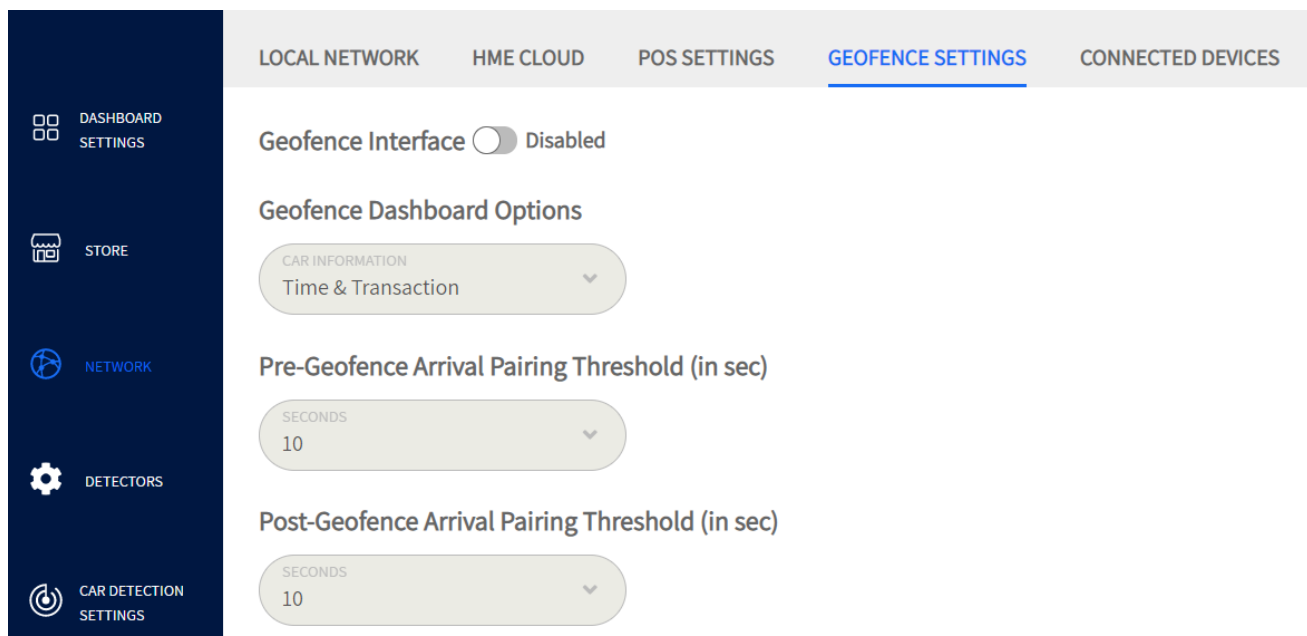 LOCAL NETWORK HME CLOUD POS SETTINGS GEOFENCE SETTINGS CONNECTED DEVICES
DASHBOARD
SETTINGS
STORE
NETWORK
DETECTORS
CAR DETECTION
SETTINGS
Geofence Interface Disabled
Geofence Dashboard Options
CAR INFORMATION
Time & Transaction
Pre-Geofence Arrival Pairing Threshold (in sec)
SECONDS
10
Post-Geofence Arrival Pairing Threshold (in sec)
SECONDS
10